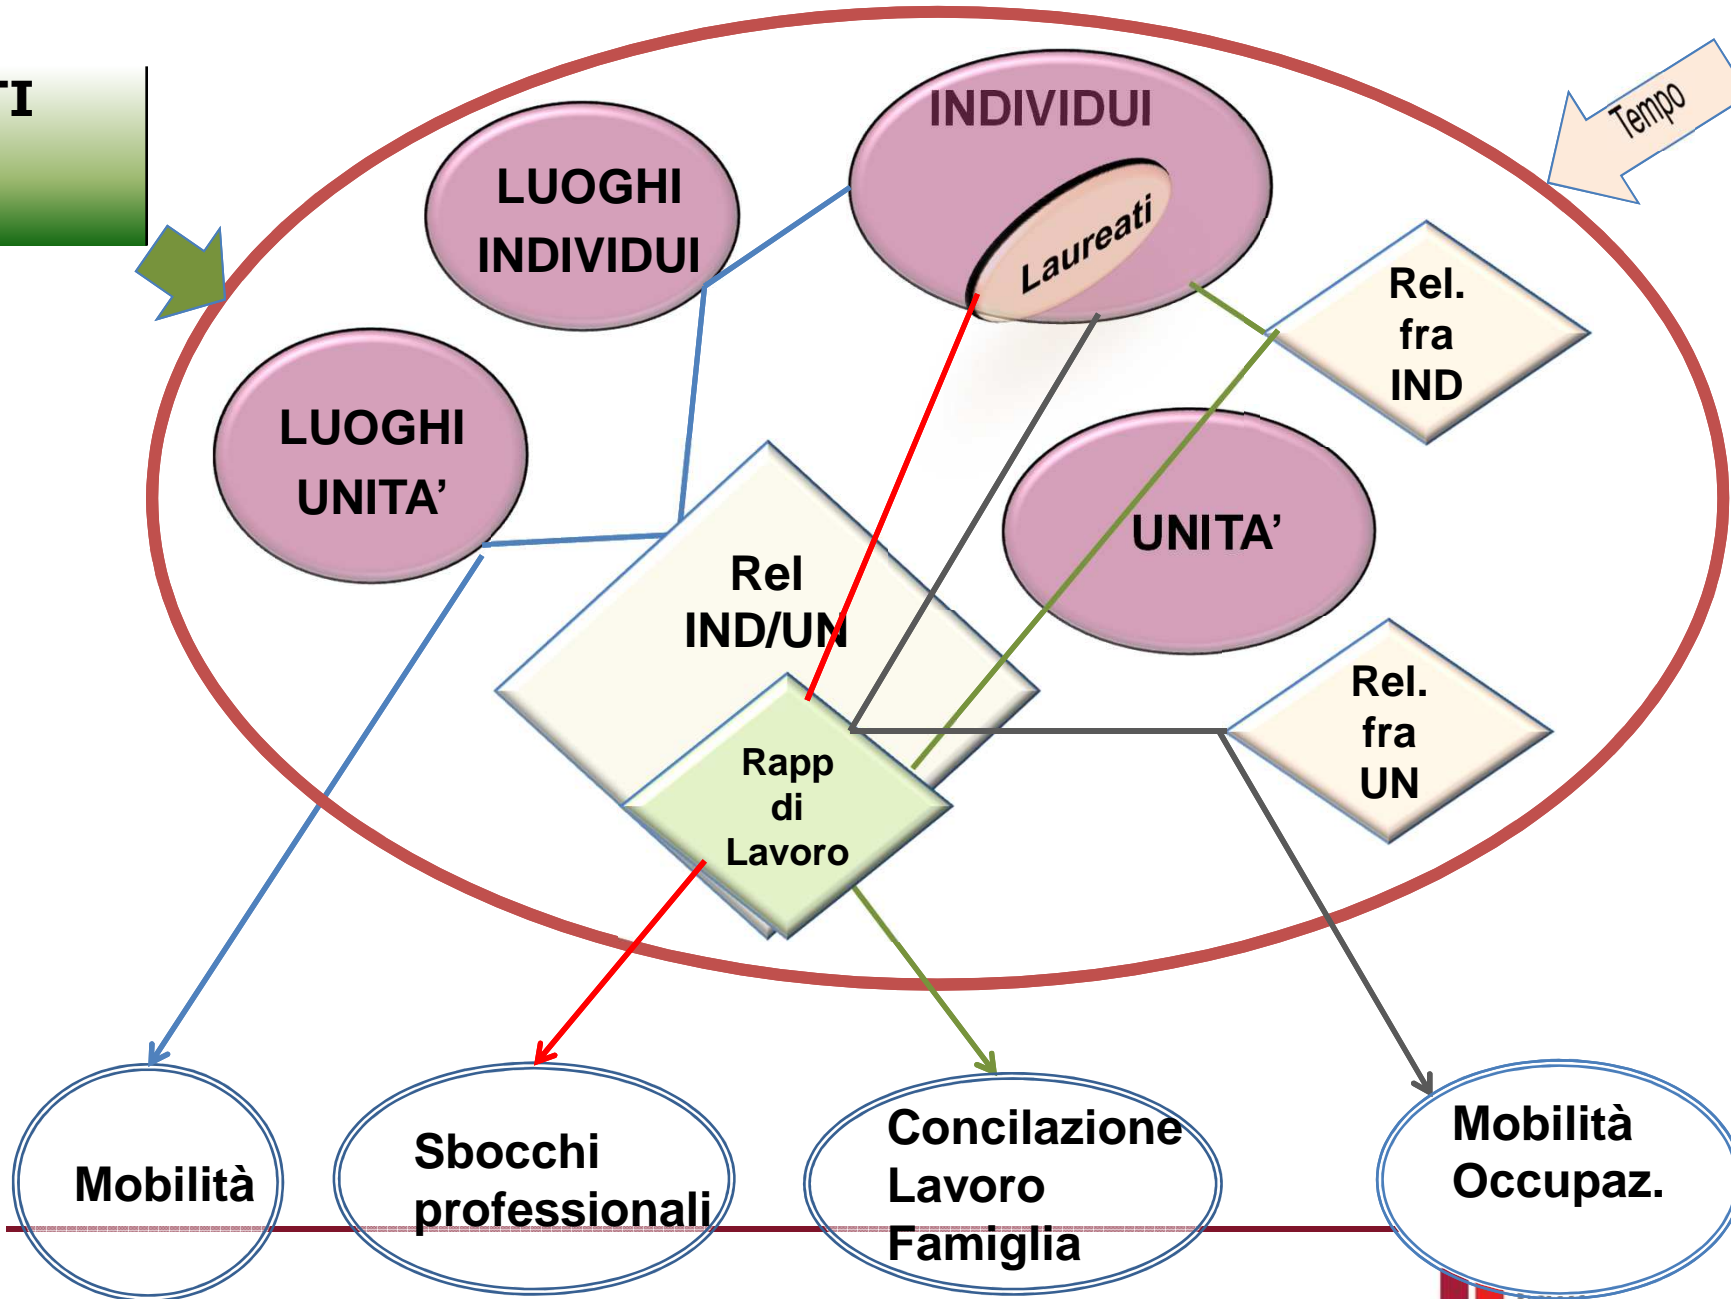 TI
INDIVIDUI
Tempo
LUOGHI
INDIVIDUI
Laureati
Rel.
fra
IND
LUOGHI
UNITA’
UNITA’
Rel
IND/UN
Rel.
fra
UN
Rapp
di
Lavoro
Mobilità
Sbocchi
professionali
Concilazione
Lavoro
Famiglia
Mobilità
Occupaz.